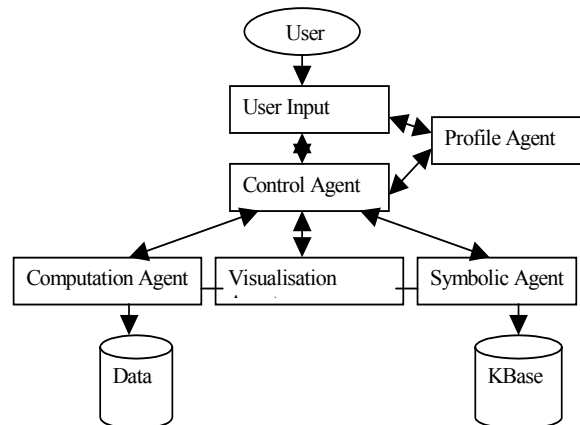 User
User Input
Profile Agent
Control Agent
Computation Agent
Visualisation
Symbolic Agent
Data
KBase